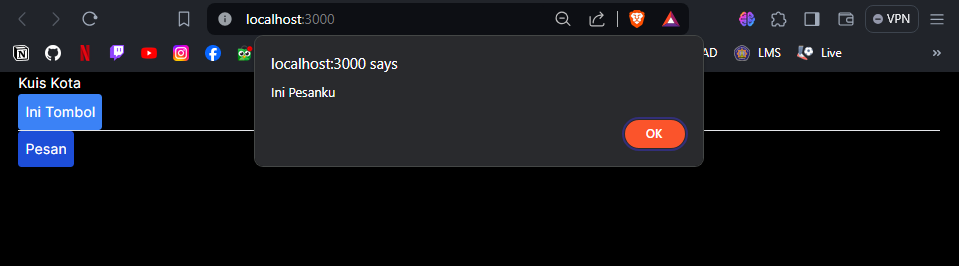 localhost:3000
VPN
AD LMS Live
localhost:3000 says
Ini Pesanku
OK
Kuis Kota
Ini Tombol
Pesan